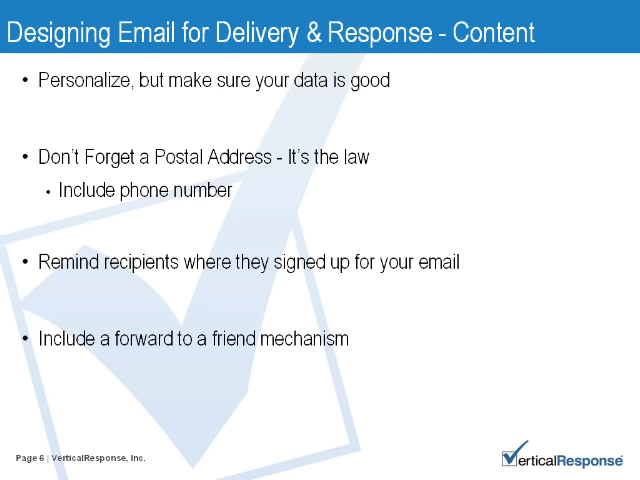 Designing Email for Delivery & Response - Content
• Personalize, but make sure your data is good
• Don't Forget a Postal Address - It's the law
• Include phone number
• Remind recipients where they signed up for your email
• Include a forward to a friend mechanism
Page 6 | VerticalResponse, Inc.
VerticalResponse